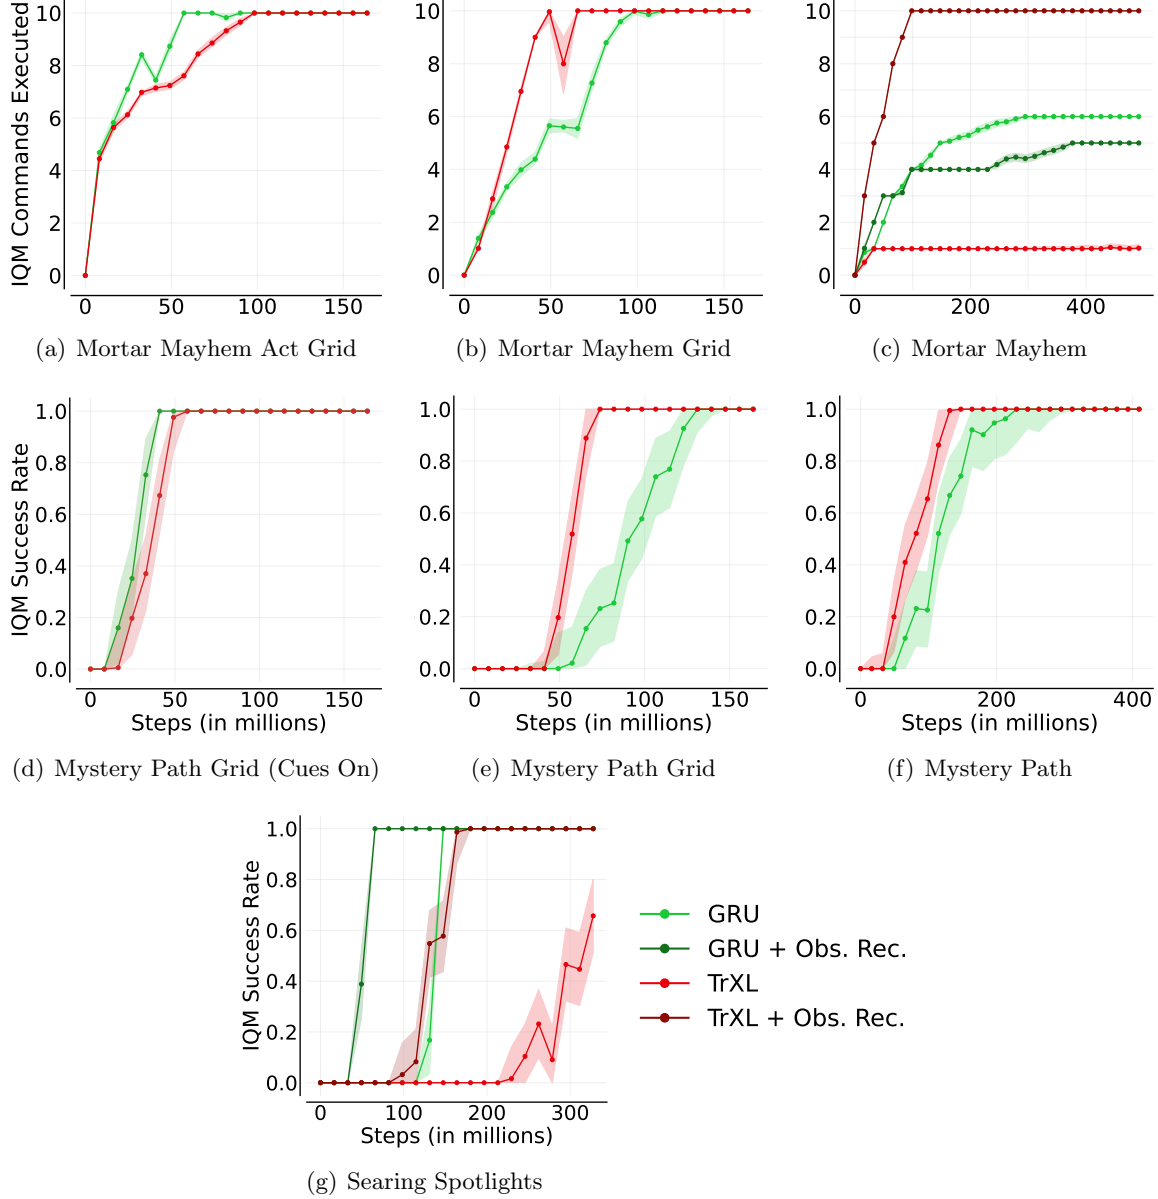 IQM Commands Executed
10
8
6
4
2
0
0 50 100 150
(a) Mortar Mayhem Act Grid
10
8
6
4
2
0
0 50 100 150
(b) Mortar Mayhem Grid
10
8
6
4
2
0
0 200 400
(c) Mortar Mayhem
IQM Success Rate
1.0
0.8
0.6
0.4
0.2
0.0
0 50 100 150
Steps (in millions)
(d) Mystery Path Grid (Cues On)
1.0
0.8
0.6
0.4
0.2
0.0
0 50 100 150
Steps (in millions)
(e) Mystery Path Grid
1.0
0.8
0.6
0.4
0.2
0.0
0 200 400
Steps (in millions)
(f) Mystery Path
IQM Success Rate
1.0
0.8
0.6
0.4
0.2
0.0
0 100 200 300
Steps (in millions)
(g) Searing Spotlights
GRU
GRU + Obs. Rec.
TrXL
TrXL + Obs. Rec.